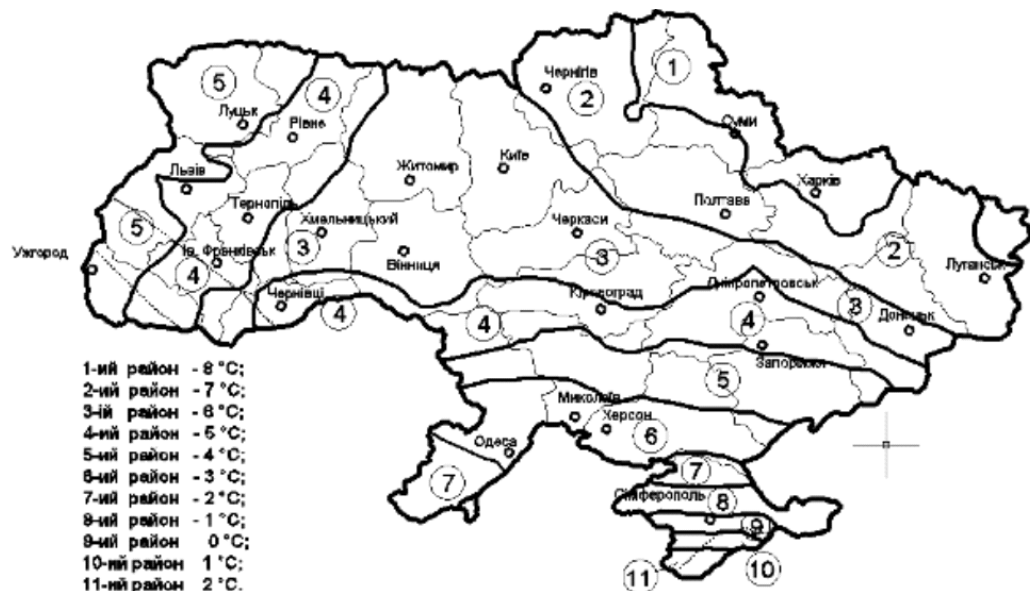 1
5
4
Чернігів
2
Луцьк
Рівне
Суми
Київ
Житомир
Львів
Харків
Полтава
Тернопіль
Хмельницький
Черкаси
5
3
Ів. Франківськ
Вінниця
3
2
Ужгород
4
Луганськ
Дніпропетровськ
Чернівці
Кіровоград
3
4
4
4
Донецьк
Запоріжжя
1-ий район - 8 °C;
2-ий район - 7 °C;
3-ій район - 6 °C;
4-ий район - 5 °C;
5-ий район - 4 °C;
6-ий район - 3 °C;
7-ий район - 2 °C;
8-ий район - 1 °C;
9-ий район 0 °C;
10-ий район 1 °C;
11-ий район 2 °C.
5
Миколаїв
Херсон
6
Одеса
7
7
Сімферополь
8
9
11
10